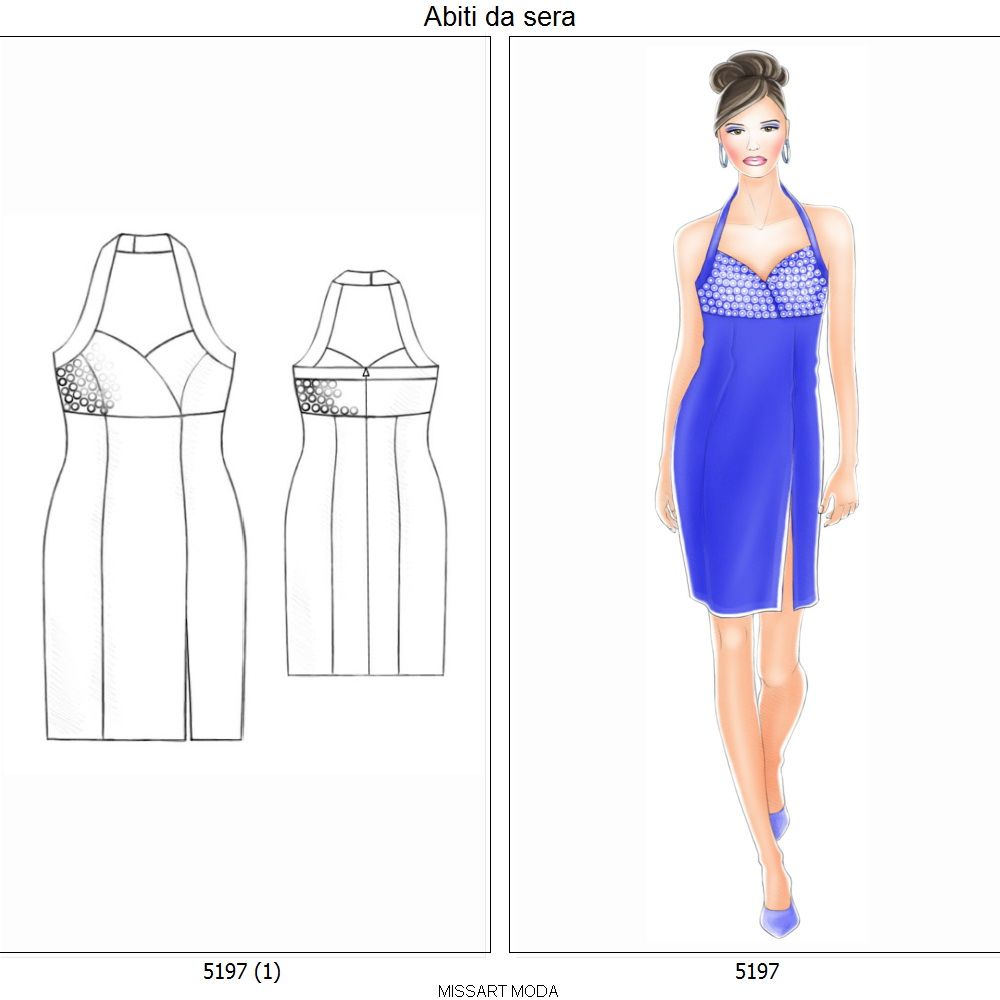 Abiti da sera
5197 (1)
5197
MISSART MODA